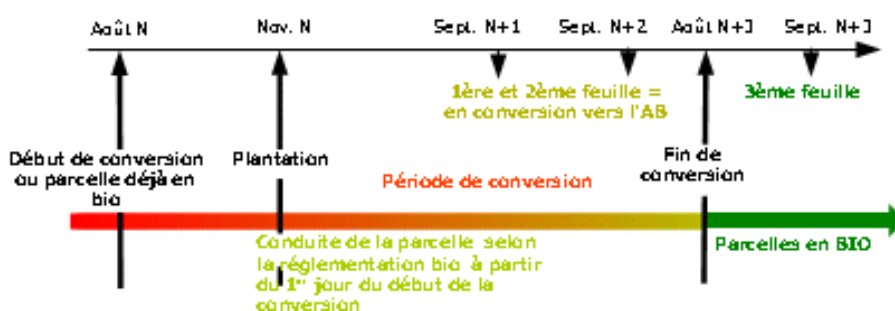 Août N
Nov. N
Sept. N+1
Sept. N+2
Août N+3
Sept. N+3
1ère et 2ème feuille =
en conversion vers l'AB
3ème feuille
Début de conversion
ou parcelle déjà en
bio
Plantation
Période de conversion
Fin de
conversion
Conduite de la parcelle selon
la réglementation bio à partir
du 1er jour du début de la
conversion
Parcelles en BIO